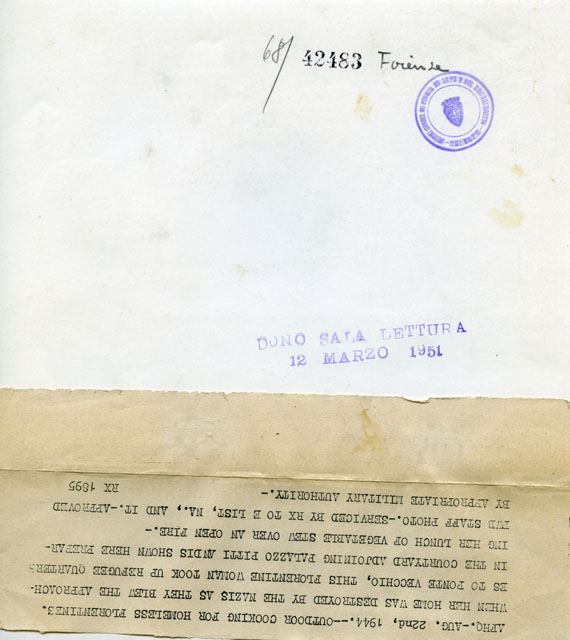 68/ 42483 Firenze
DONO SALA LETTURA
12 MARZO 1951
AFHQ.-AUG. 22nd, 1944.--OUTDOOR COOKING FOR HOMELESS FLORENTINES.
WHEN HER HOME WAS DESTROYED BY THE NAZIS AS THEY BLEW THE APPROACH-
ES TO PONTE VECCHIO, THIS FLORENTINE WOMAN TOOK UP REFUGEE QUARTERS
IN THE COURTYARD ADJOINING PALAZZO PITTI AND IS SHOWN HERE PREPAR-
ING HER LUNCH OF VEGETABLE STEW OVER AN OPEN FIRE.-
PWD STAFF PHOTO.-SERVICED BY RX TO E LIST, NA., AND IT.-APPROVED
BY APPROPRIATE MILITARY AUTHORITY.- RX 1895